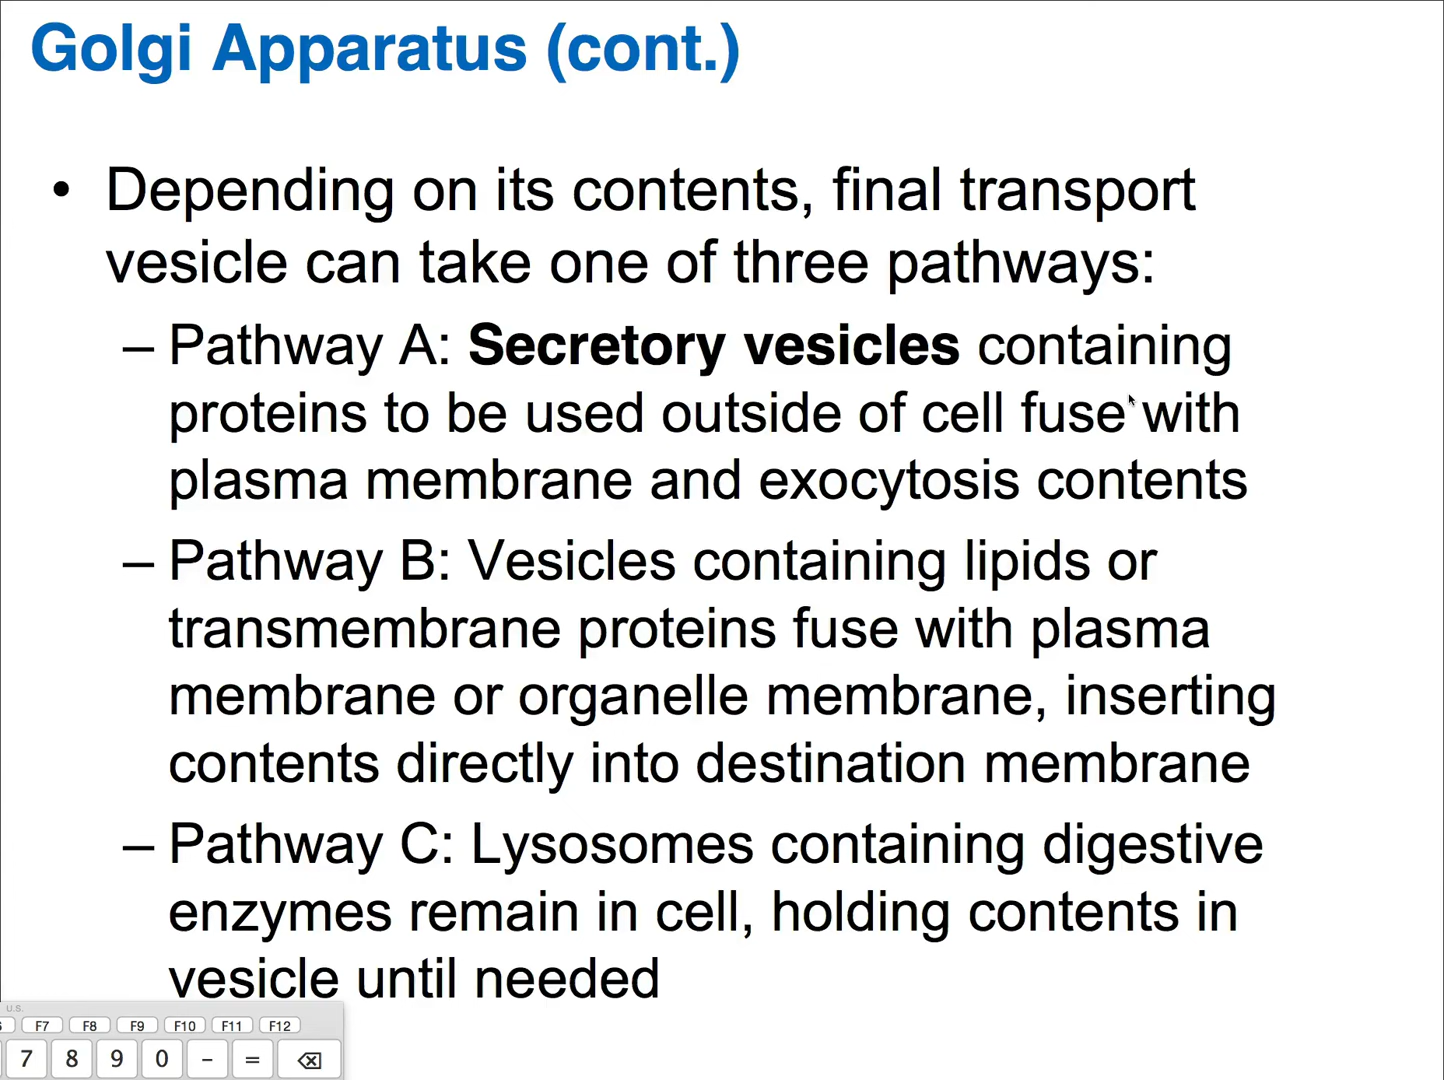 Golgi Apparatus (cont.)
• Depending on its contents, final transport
vesicle can take one of three pathways:
– Pathway A: Secretory vesicles containing
proteins to be used outside of cell fuse with
plasma membrane and exocytosis contents
– Pathway B: Vesicles containing lipids or
transmembrane proteins fuse with plasma
membrane or organelle membrane, inserting
contents directly into destination membrane
– Pathway C: Lysosomes containing digestive
enzymes remain in cell, holding contents in
vesicle until needed
U.S.
F7 F8 F9 F10 F11 F12
7 8 9 0 - =